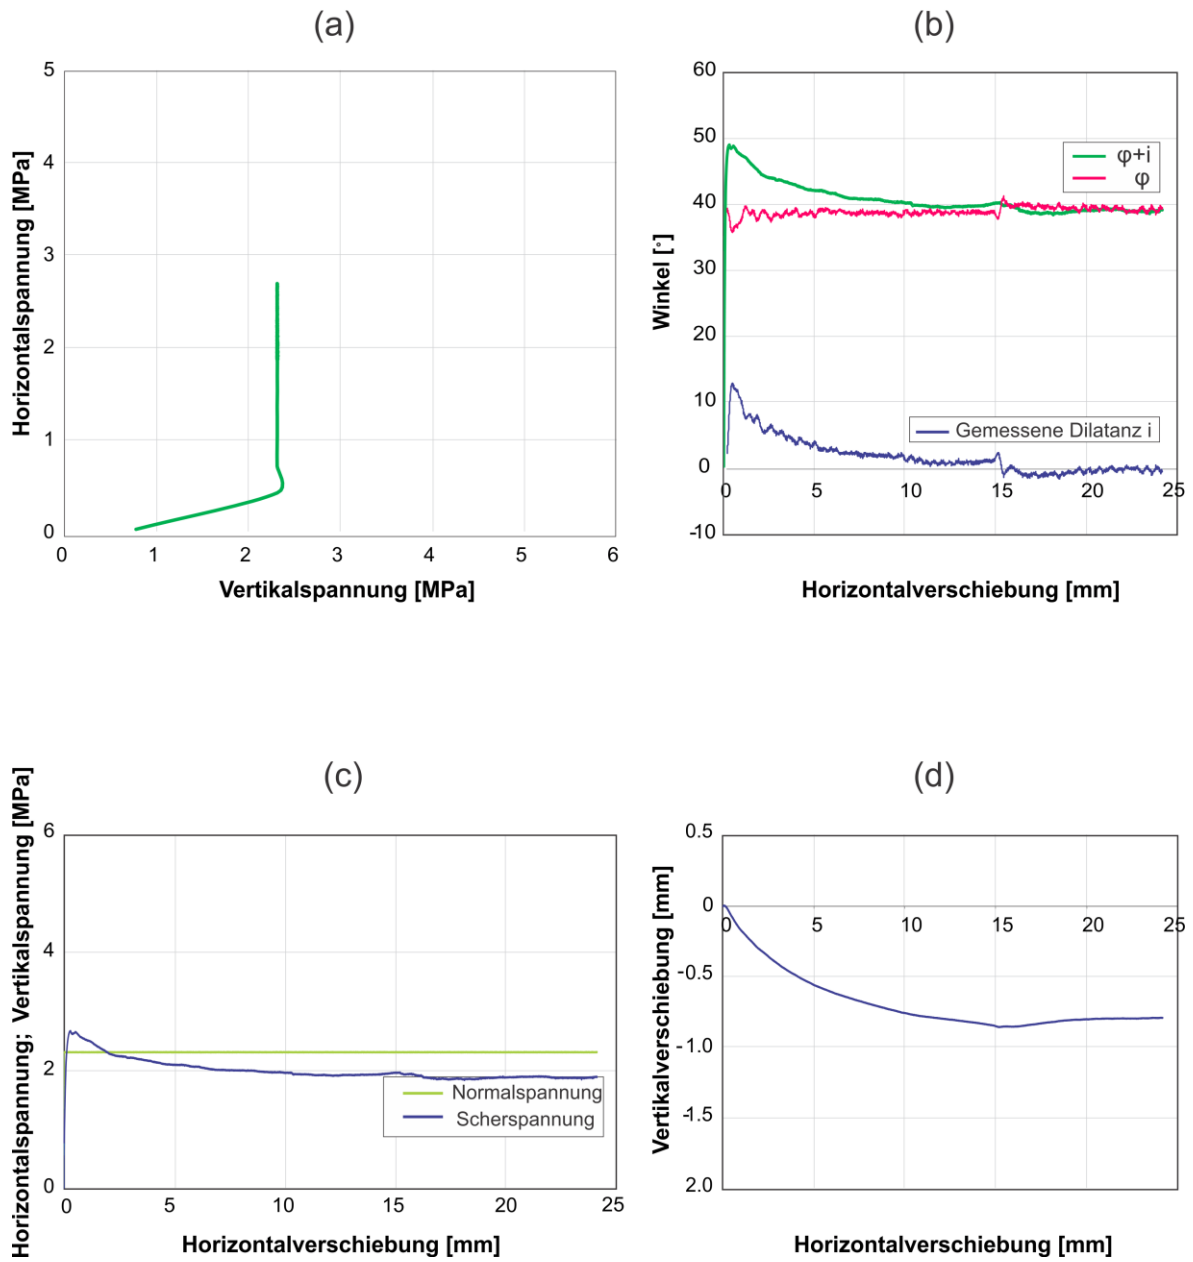 (a)
Horizontalspannung [MPa]
5
4
3
2
1
0
0 1 2 3 4 5 6
Vertikalspannung [MPa]
(b)
Winkel [°]
60
50
40
30
20
10
0
-10
φ+i
φ
Gemessene Dilatanz i
0 5 10 15 20 25
Horizontalverschiebung [mm]
(c)
Horizontalspannung; Vertikalspannung [MPa]
6
4
2
0
Normalspannung
Scherspannung
0 5 10 15 20 25
Horizontalverschiebung [mm]
(d)
Vertikalverschiebung [mm]
0.5
0
-0.5
-1.0
-1.5
2.0
0 5 10 15 20 25
Horizontalverschiebung [mm]